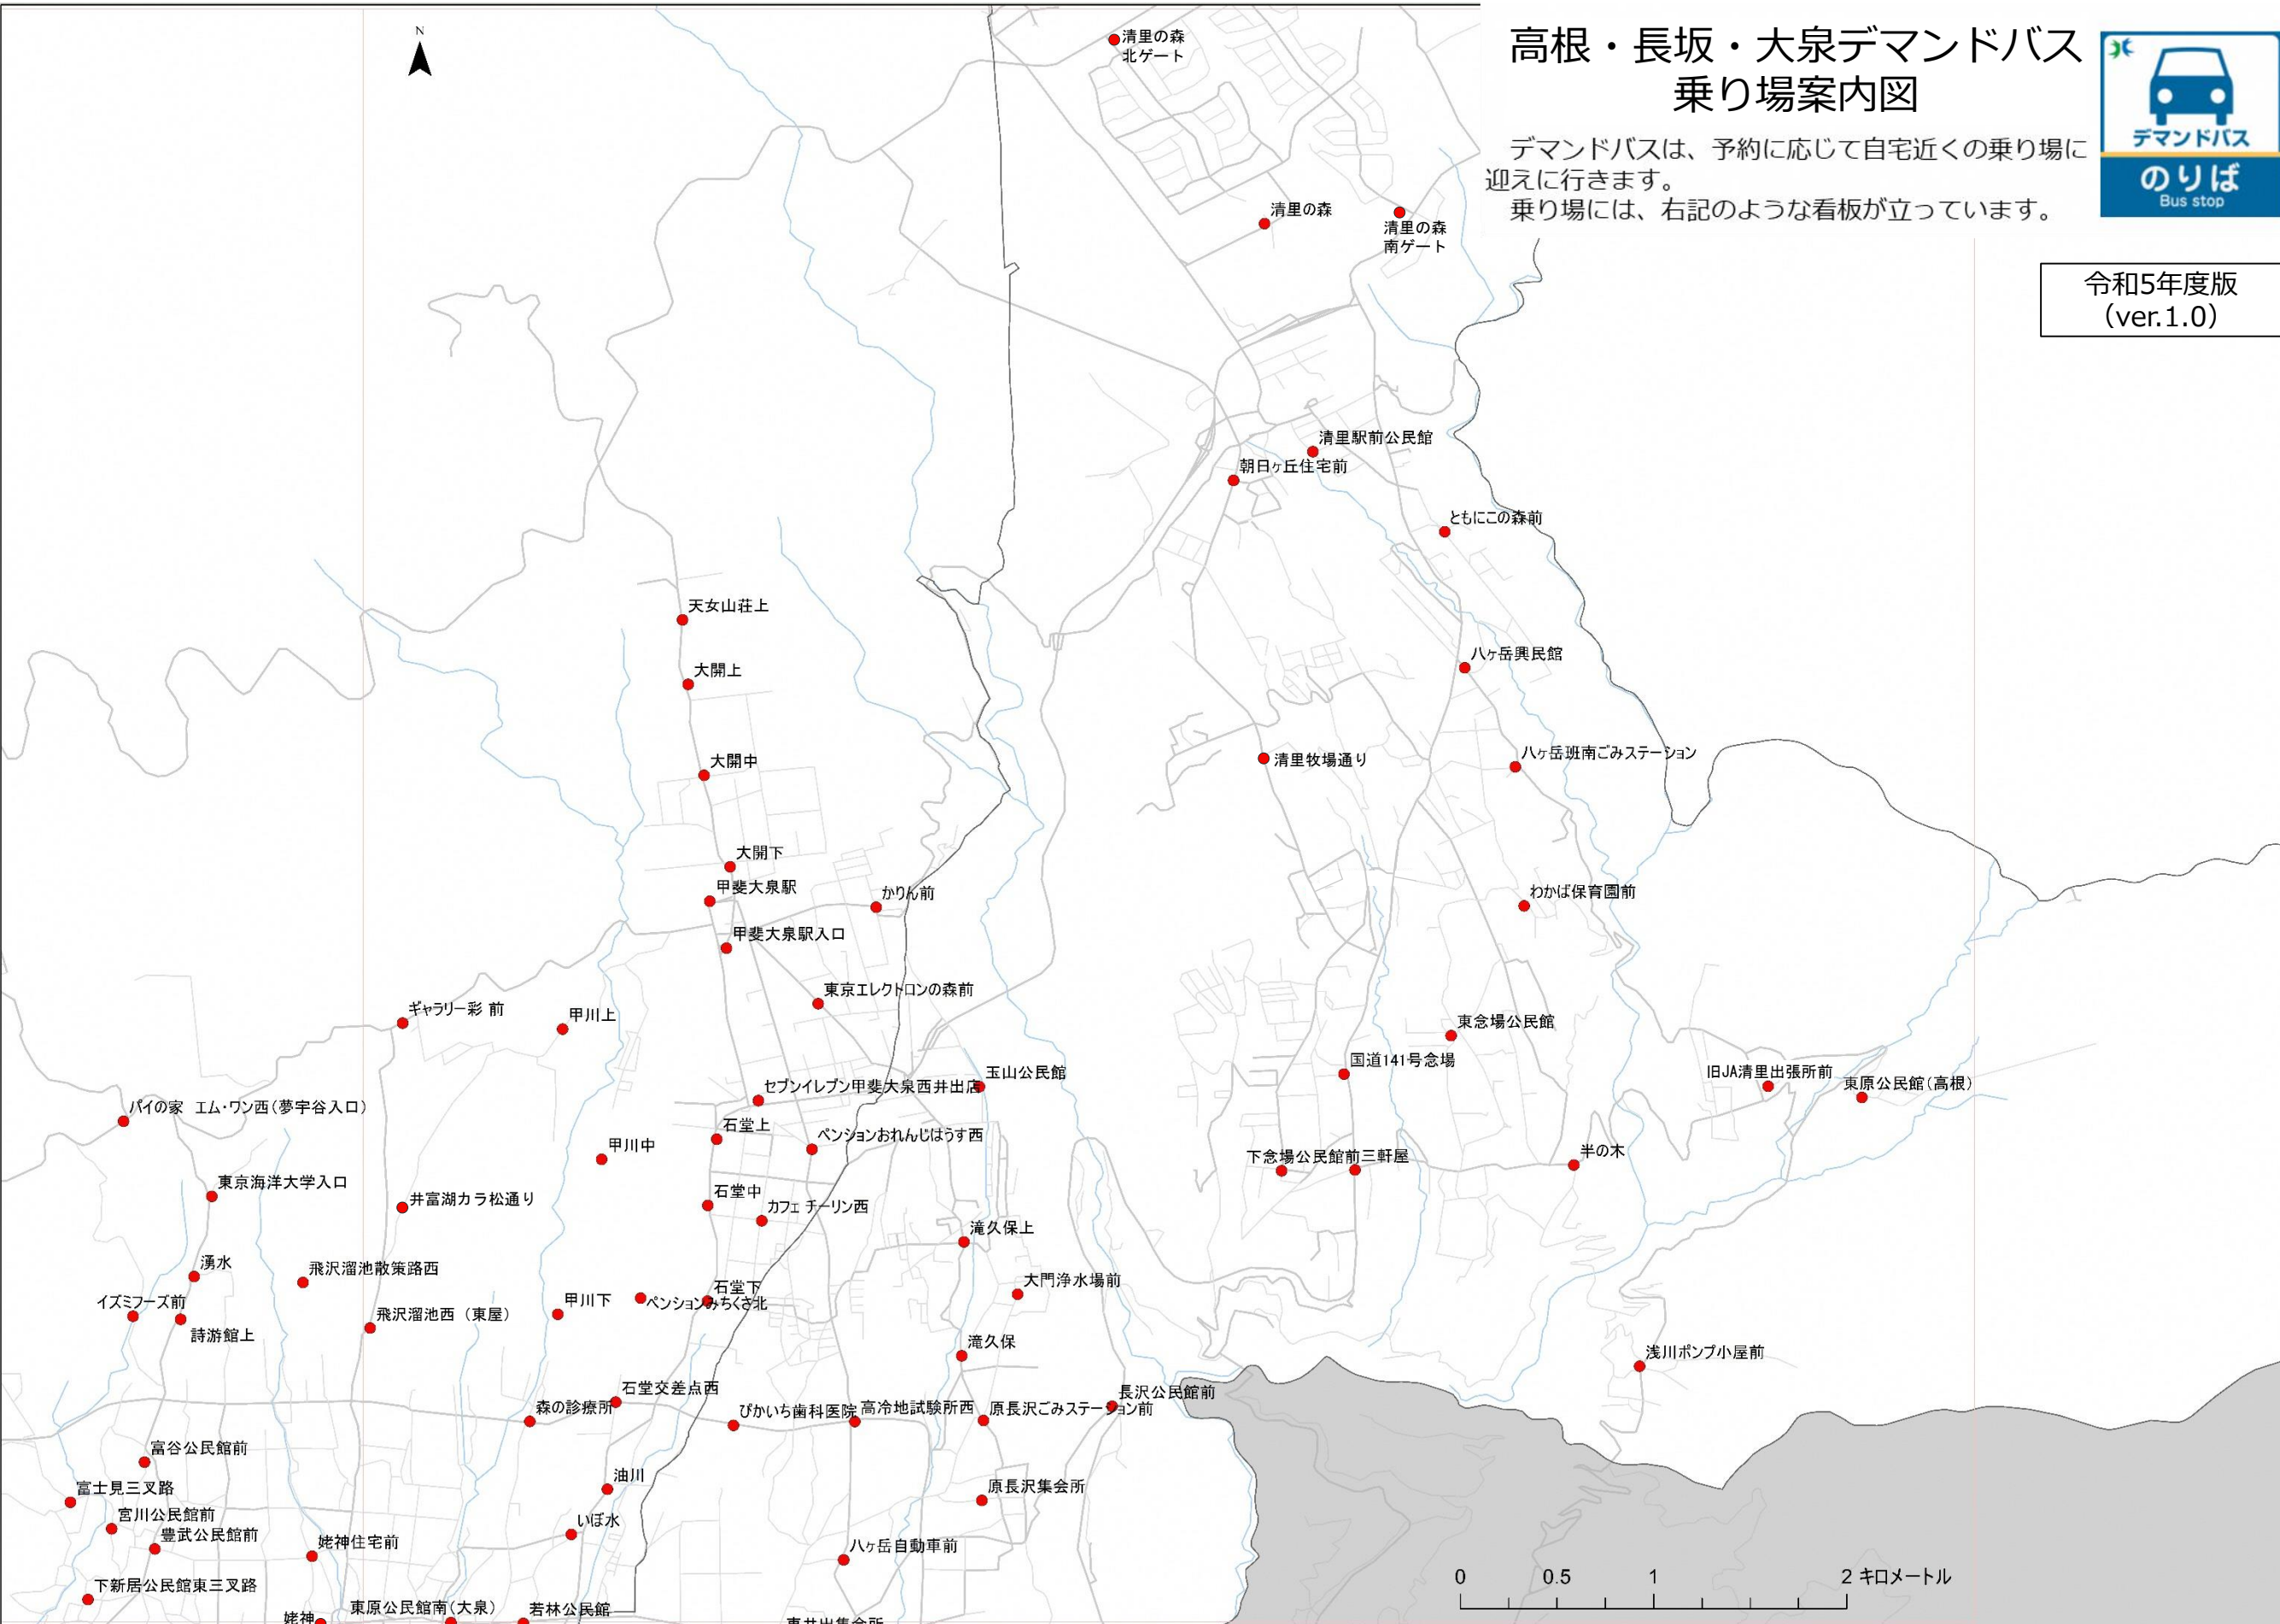 高根・長坂・大泉デマンドバス
乗り場案内図
デマンドバスは、予約に応じて自宅近くの乗り場に
迎えに行きます。
乗り場には、右記のような看板が立っています。
デマンドバス
のりば
Bus stop
令和5年度版
（ver.1.0）
N
清里の森
北ゲート
清里の森
清里の森
南ゲート
清里駅前公民館
朝日ヶ丘住宅前
ともにこの森前
天女山荘上
八ヶ岳興民館
大開上
八ヶ岳班南ごみステーション
大開中
清里牧場通り
大開下
甲斐大泉駅
かりん前
わかば保育園前
甲斐大泉駅入口
東京エレクトロンの森前
ギャラリー彩 前
甲川上
東念場公民館
国道141号念場
玉山公民館
旧JA清里出張所前
東原公民館(高根)
セブンイレブン甲斐大泉西井出店
パイの家 エム・ワン西(夢宇谷入口)
石堂上
ペンションおれんじはうす西
甲川中
下念場公民館前
三軒屋
半の木
東京海洋大学入口
井富湖カラ松通り
石堂中
カフェ チーリン西
滝久保上
湧水
飛沢溜池散策路西
大門浄水場前
石堂下
イズミフーズ前
甲川下
ペンションみちくさ北
飛沢溜池西（東屋）
詩游館上
滝久保
浅川ポンプ小屋前
石堂交差点西
長沢公民館前
森の診療所
ぴかいち歯科医院
高冷地試験所西
原長沢ごみステーション前
富谷公民館前
油川
富士見三叉路
原長沢集会所
宮川公民館前
いぼ水
豊武公民館前
姥神住宅前
八ヶ岳自動車前
下新居公民館東三叉路
東原公民館南(大泉)
若林公民館
姥神
東井出集会所
0 0.5 1 2 キロメートル